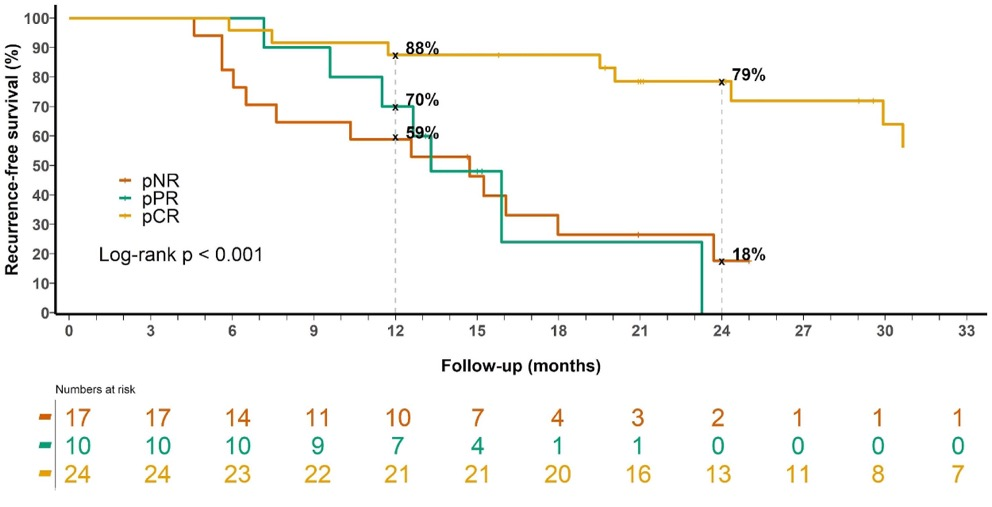 Recurrence-free survival (%)
100
90
80
70
60
50
40
30
20
10
0
88%
79%
70%
59%
18%
pNR
pPR
pCR
Log-rank p < 0.001
0 3 6 9 12 15 18 21 24 27 30 33
Follow-up (months)
Numbers at risk
17 17 14 11 10 7 4 3 2 1 1 1
10 10 10 9 7 4 1 1 0 0 0 0
24 24 23 22 21 21 20 16 13 11 8 7